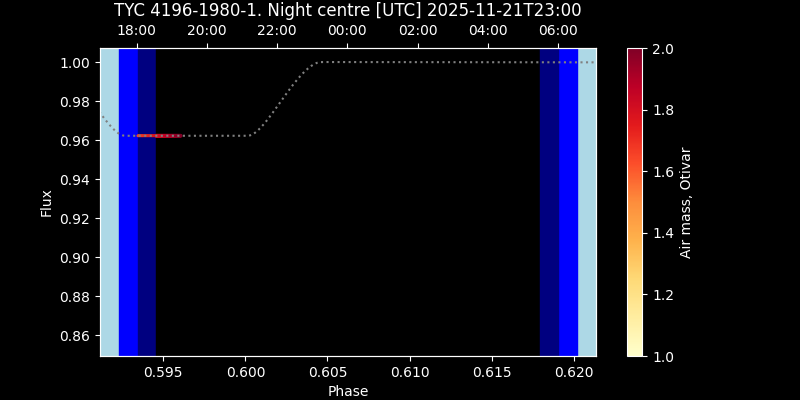 TYC 4196-1980-1. Night centre [UTC] 2025-11-21T23:00
18:00 20:00 22:00 00:00 02:00 04:00 06:00
1.00
0.98
0.96
0.94
0.92
0.90
0.88
0.86
Flux
0.595 0.600 0.605 0.610 0.615 0.620
Phase
2.0
1.8
1.6
1.4
1.2
1.0
Air mass, Otivar